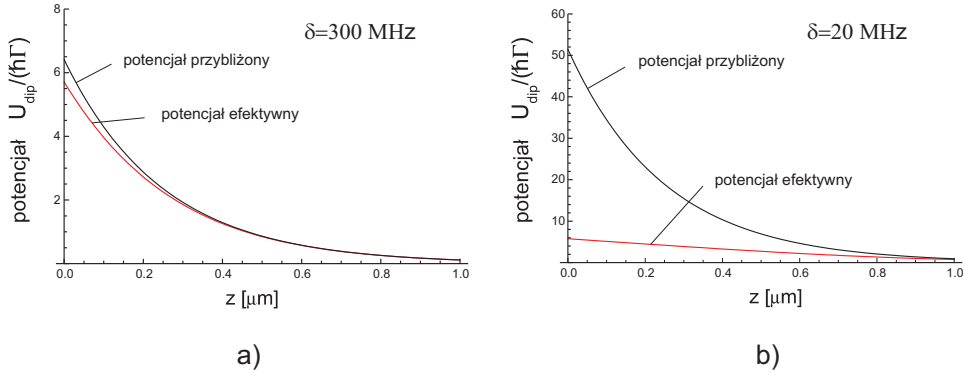 δ=300 MHz
potencjał przybliżony
potencjał efektywny
potencjał U_dip/(ħΓ)
8
6
4
2
0.0 0.2 0.4 0.6 0.8 1.0
z [μm]
a)
δ=20 MHz
potencjał przybliżony
potencjał efektywny
potencjał U_dip/(ħΓ)
60
50
40
30
20
10
0
0.0 0.2 0.4 0.6 0.8 1.0
z [μm]
b)